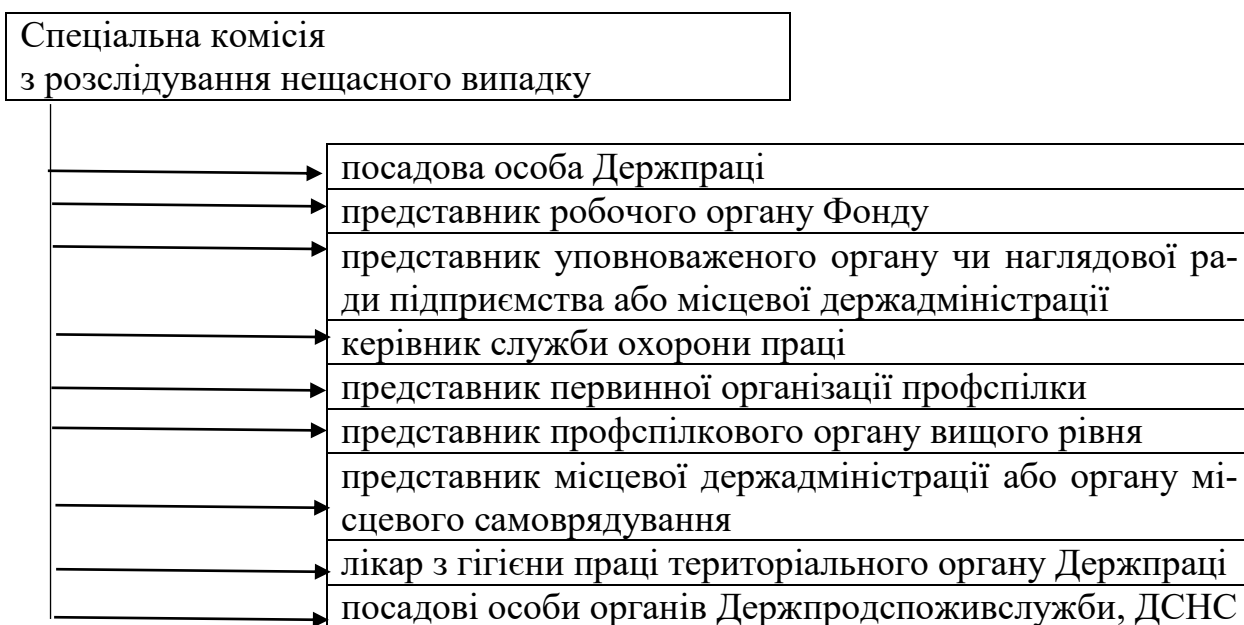 Спеціальна комісія
з розслідування нещасного випадку
посадова особа Держпраці
представник робочого органу Фонду
представник уповноваженого органу чи наглядової ра-
ди підприємства або місцевої держадміністрації
керівник служби охорони праці
представник первинної організації профспілки
представник профспілкового органу вищого рівня
представник місцевої держадміністрації або органу мі-
сцевого самоврядування
лікар з гігієни праці територіального органу Держпраці
посадові особи органів Держпродспоживслужби, ДСНС